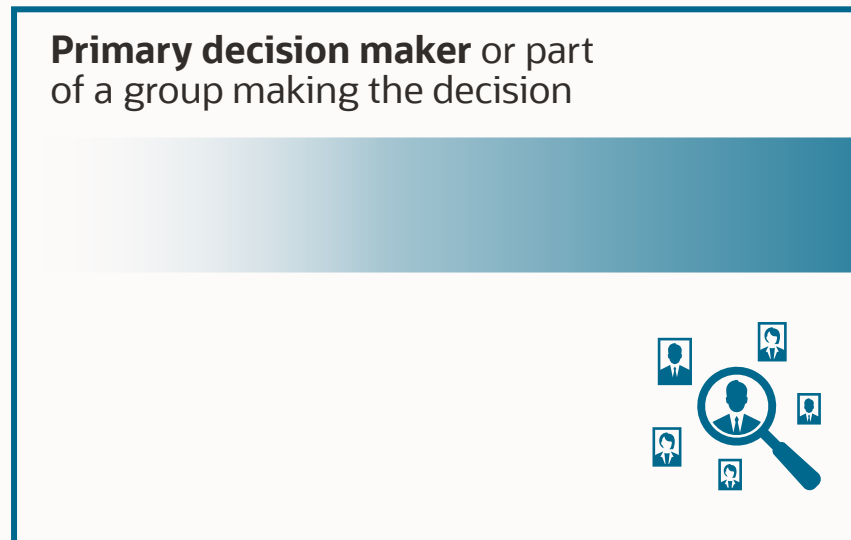 Primary decision maker or part
of a group making the decision